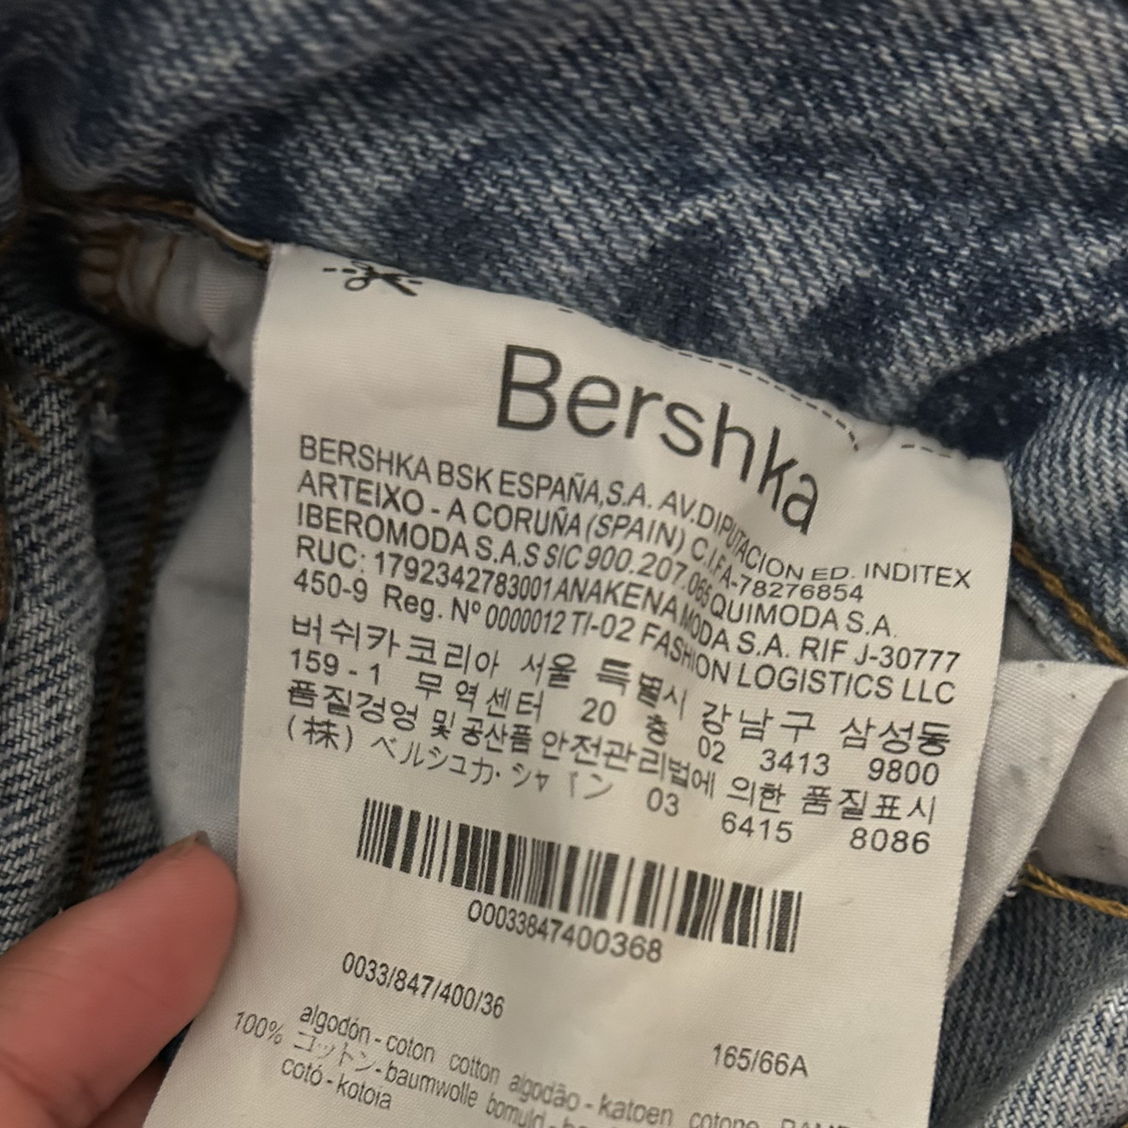 Bershka
BERSHKA BSK ESPAÑA,S.A. AV.DIPUTACION ED. INDITEX
ARTEIXO - A CORUÑA (SPAIN) C.I.F.A-78276854
IBEROMODA S.A.S SIC 900.207.065 QUIMODA S.A.
RUC: 1792342783001 ANAKENA MODA S.A. RIF J-30777
450-9 Reg. Nº 0000012 TI-02 FASHION LOGISTICS LLC
버쉬카코리아 서울 특별시 강남구 삼성동
159 - 1 무역센터 20 층 02 3413 9800
품질경영 및 공산품 안전관리법에 의한 품질표시
(株) ベルシュカ・ジャパン 03 6415 8086
00033847400368
0033/847/400/36
165/66A
100% algodón - coton cotton algodão - katoen cotone
コットン - baumwolle bomuld
cotó - kotoia